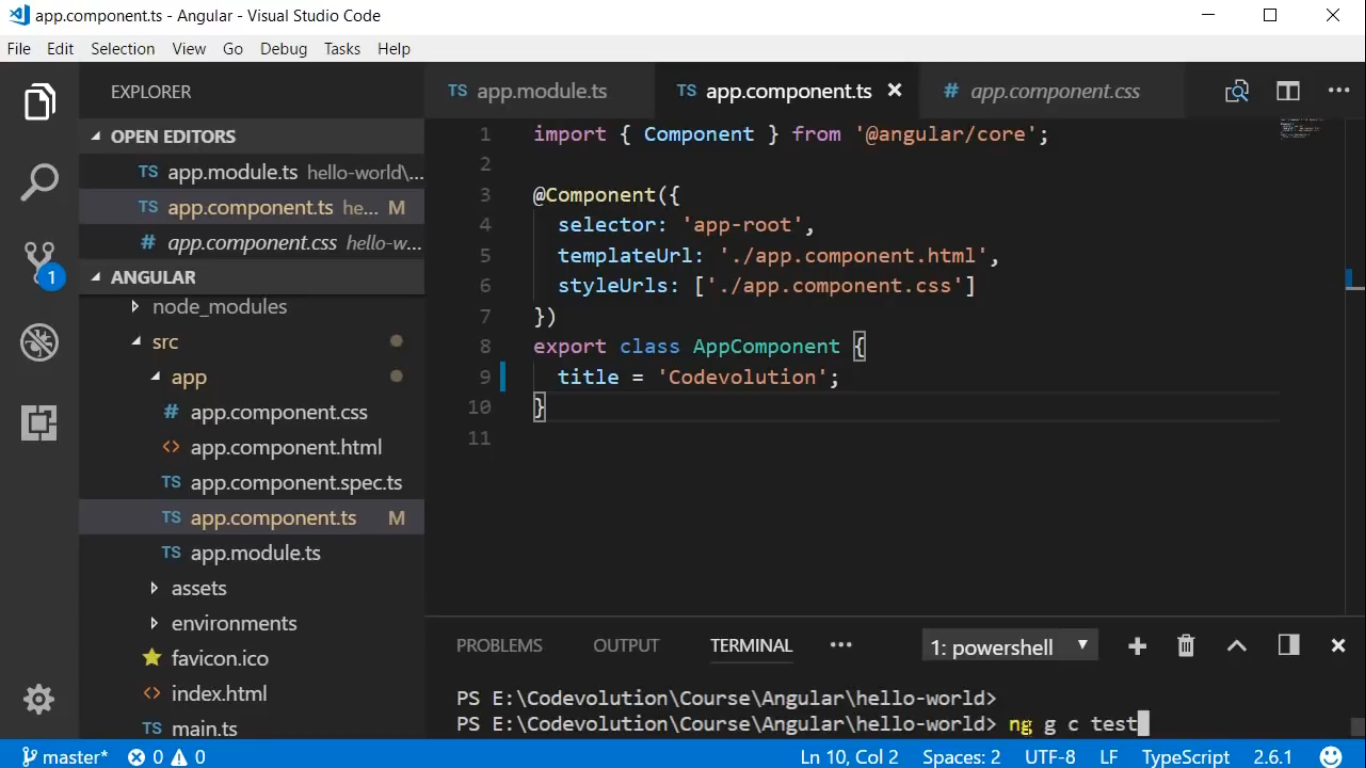 app.component.ts - Angular - Visual Studio Code
File Edit Selection View Go Debug Tasks Help
EXPLORER
OPEN EDITORS
TS app.module.ts hello-world\...
TS app.component.ts he... M
# app.component.css hello-w...
1
ANGULAR
node_modules
src
app
# app.component.css
<> app.component.html
TS app.component.spec.ts
TS app.component.ts M
TS app.module.ts
assets
environments
favicon.ico
<> index.html
TS main.ts
TS app.module.ts TS app.component.ts # app.component.css
1 import { Component } from '@angular/core';
2
3 @Component({
4 selector: 'app-root',
5 templateUrl: './app.component.html',
6 styleUrls: ['./app.component.css']
7 })
8 export class AppComponent {
9 title = 'Codevolution';
10 }
11
PROBLEMS OUTPUT TERMINAL ••• 1: powershell
PS E:\Codevolution\Course\Angular\hello-world>
PS E:\Codevolution\Course\Angular\hello-world> ng g c test
master* 0 0 Ln 10, Col 2 Spaces: 2 UTF-8 LF TypeScript 2.6.1